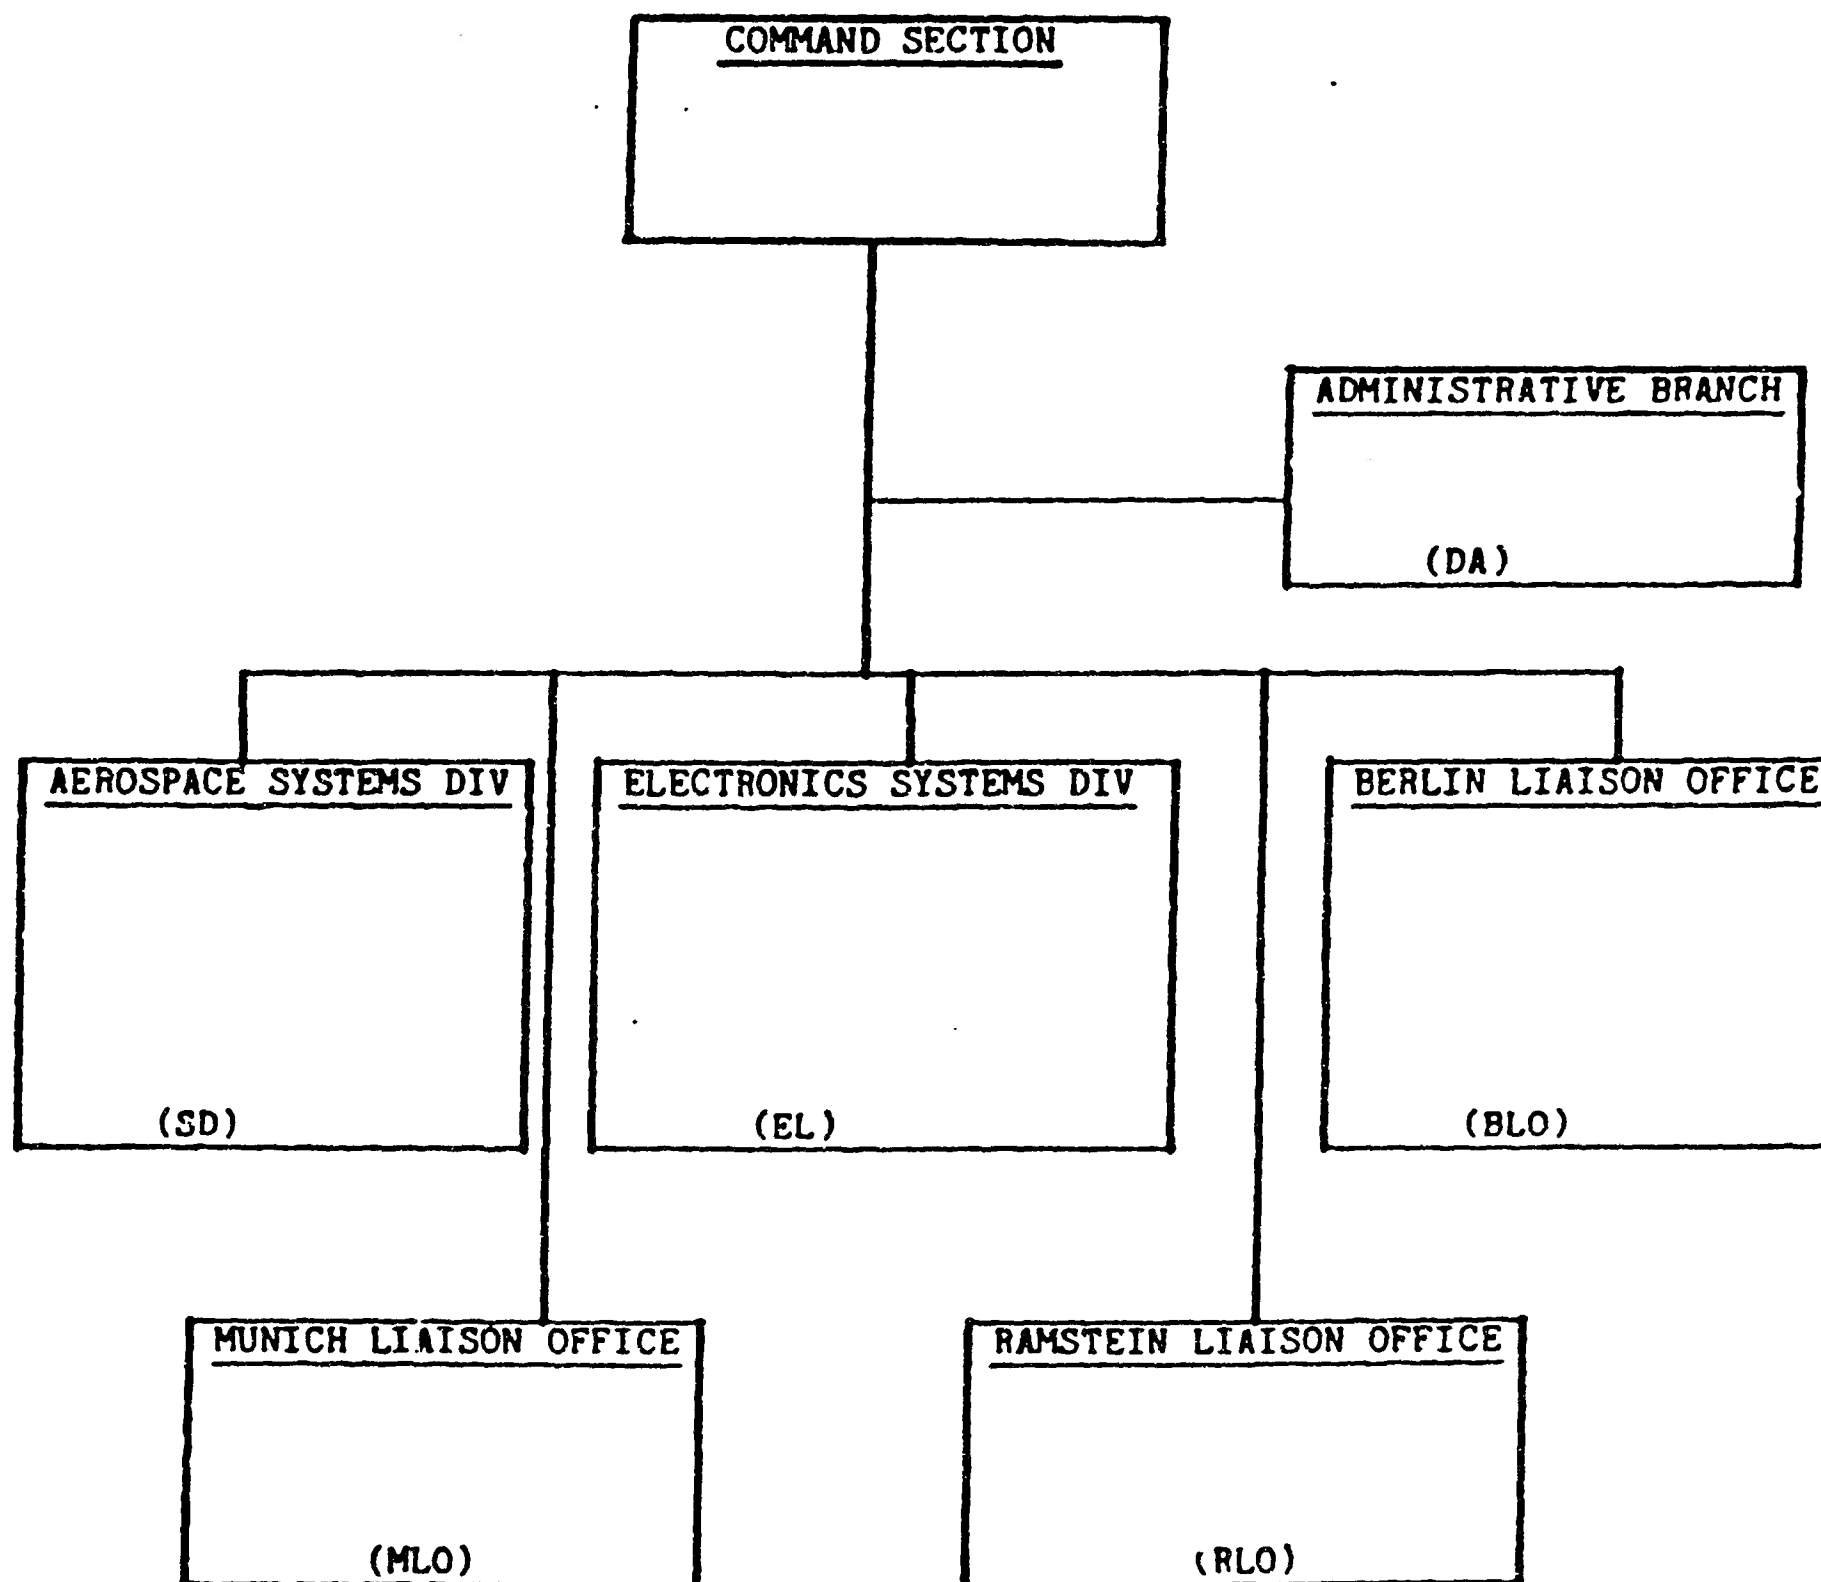 COMMAND SECTION
ADMINISTRATIVE BRANCH
(DA)
AEROSPACE SYSTEMS DIV
(SD)
ELECTRONICS SYSTEMS DIV
(EL)
BERLIN LIAISON OFFICE
(BLO)
MUNICH LIAISON OFFICE
(MLO)
RAMSTEIN LIAISON OFFICE
(RLO)